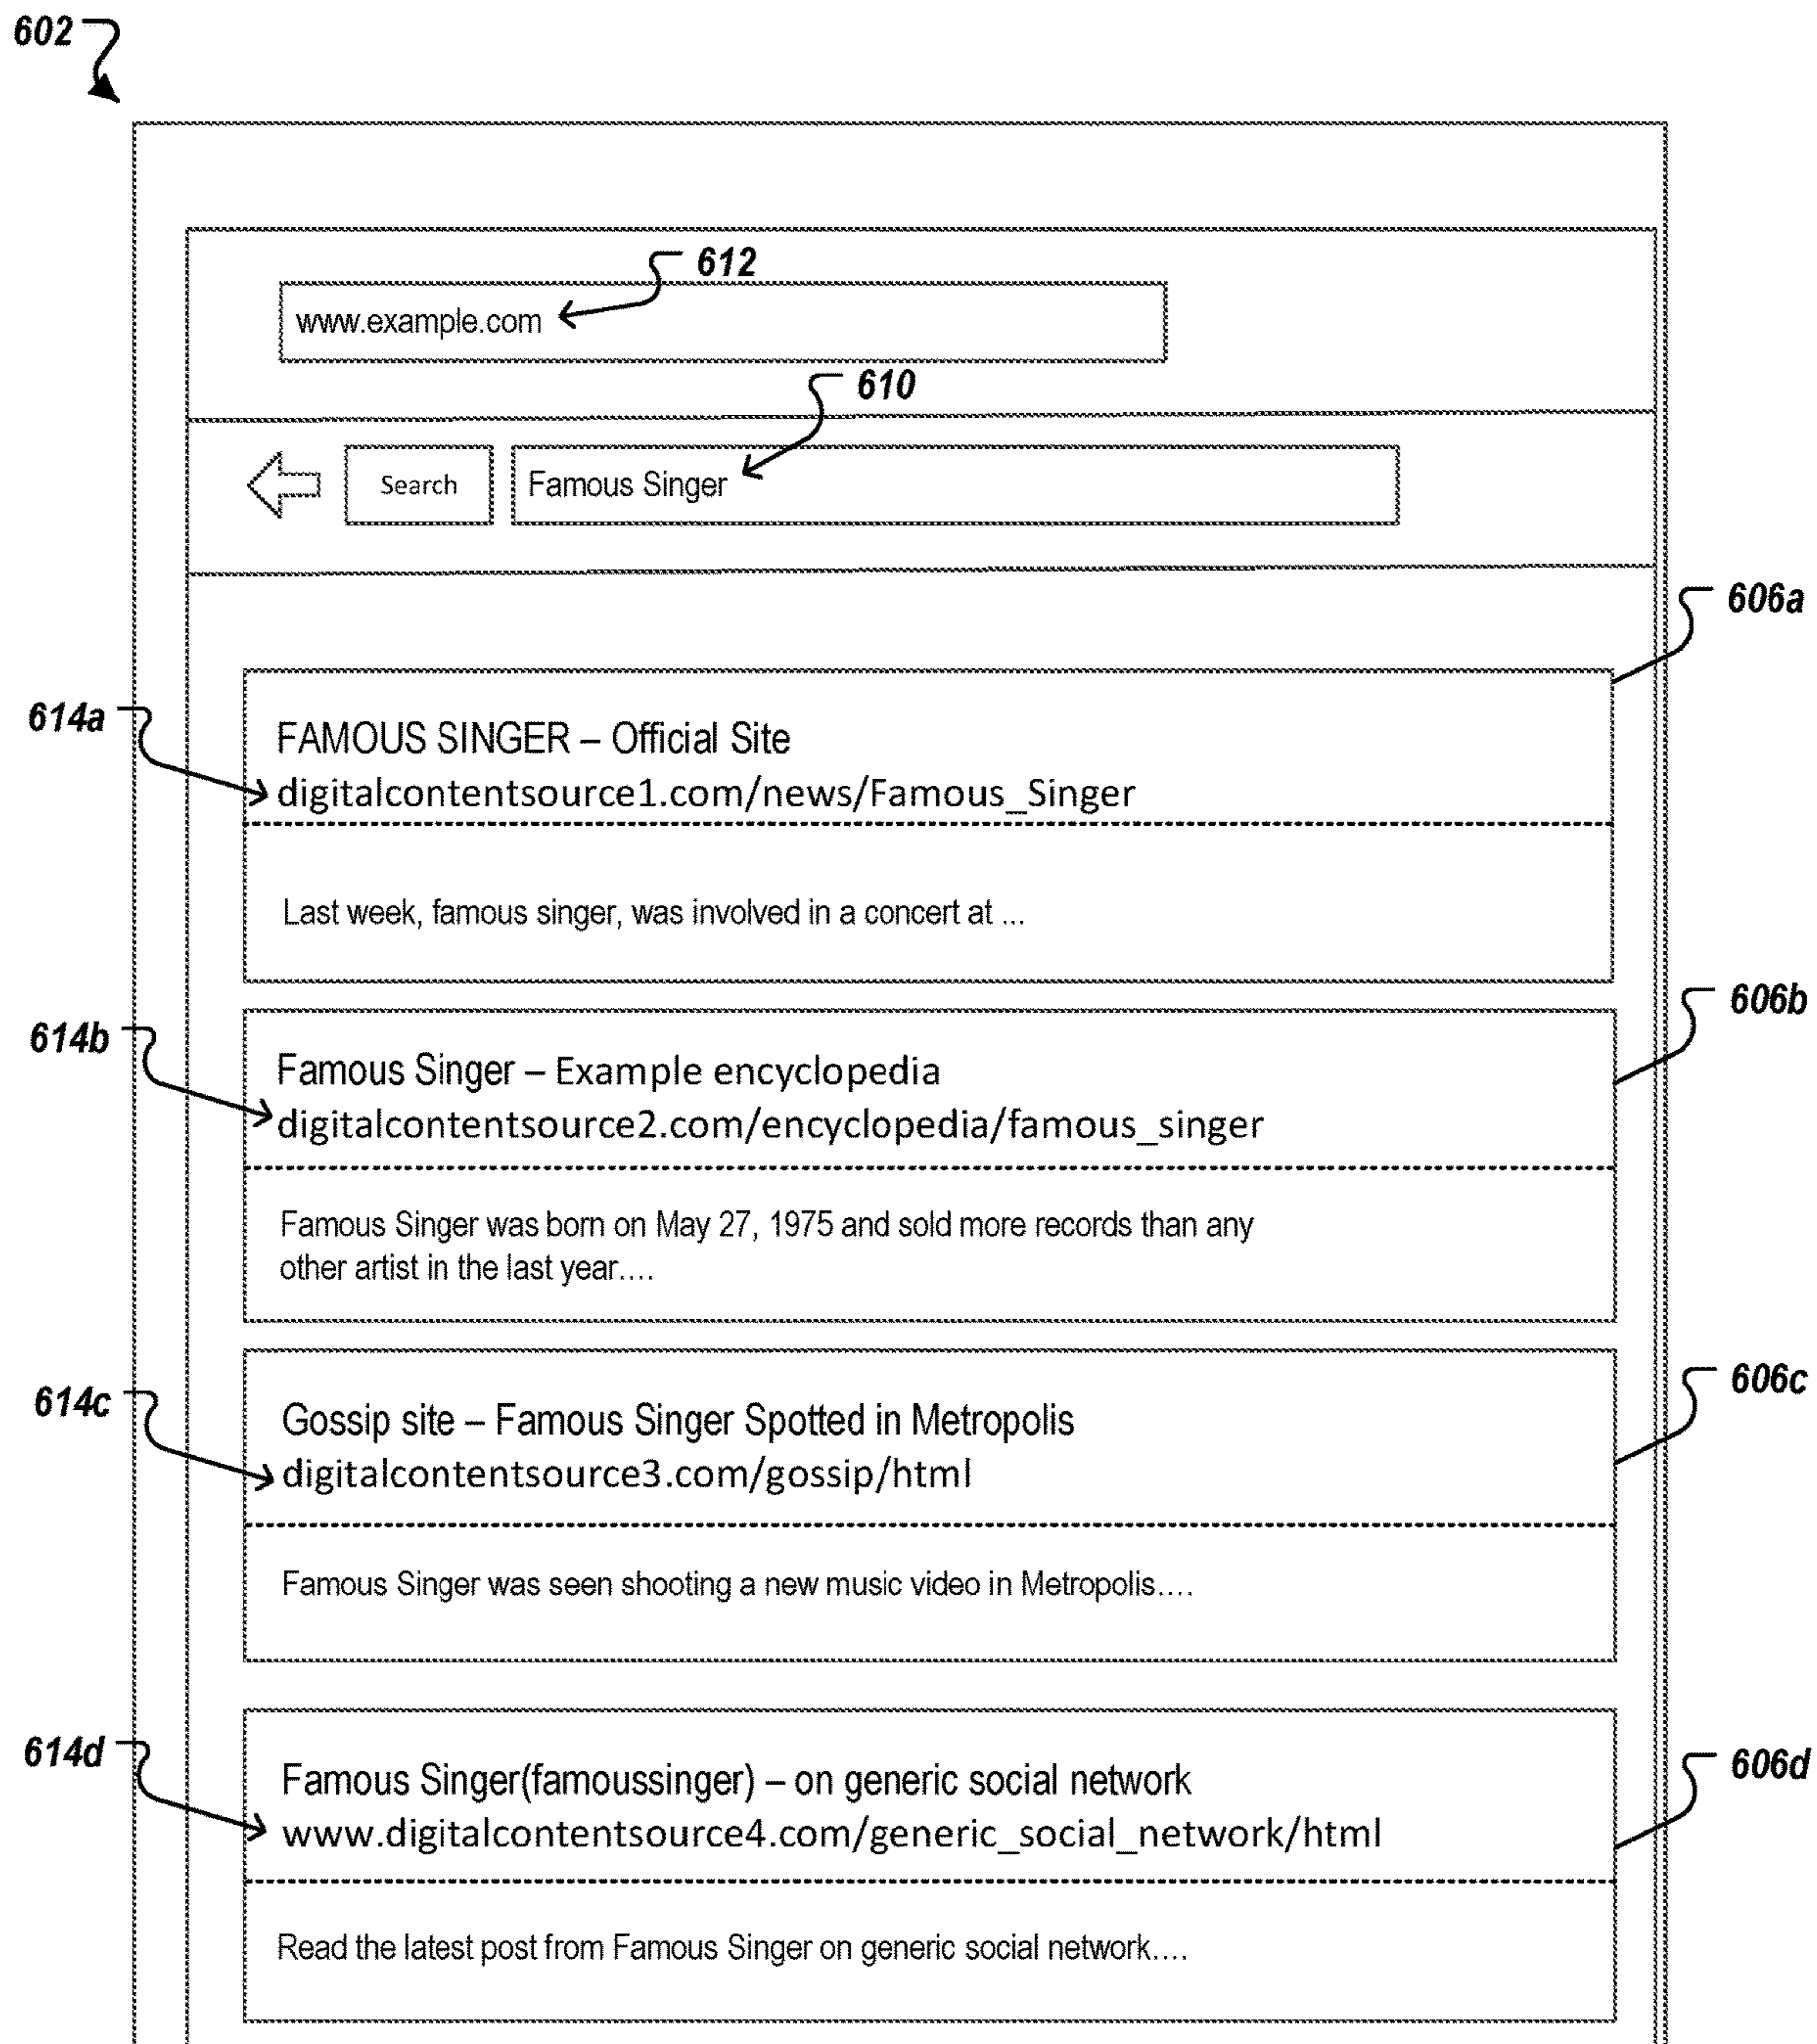 602
612
www.example.com
610
Search
Famous Singer
606a
614a
FAMOUS SINGER – Official Site
digitalcontentsource1.com/news/Famous_Singer
Last week, famous singer, was involved in a concert at ...
606b
614b
Famous Singer – Example encyclopedia
digitalcontentsource2.com/encyclopedia/famous_singer
Famous Singer was born on May 27, 1975 and sold more records than any
other artist in the last year....
606c
614c
Gossip site – Famous Singer Spotted in Metropolis
digitalcontentsource3.com/gossip/html
Famous Singer was seen shooting a new music video in Metropolis....
606d
614d
Famous Singer(famoussinger) – on generic social network
www.digitalcontentsource4.com/generic_social_network/html
Read the latest post from Famous Singer on generic social network....